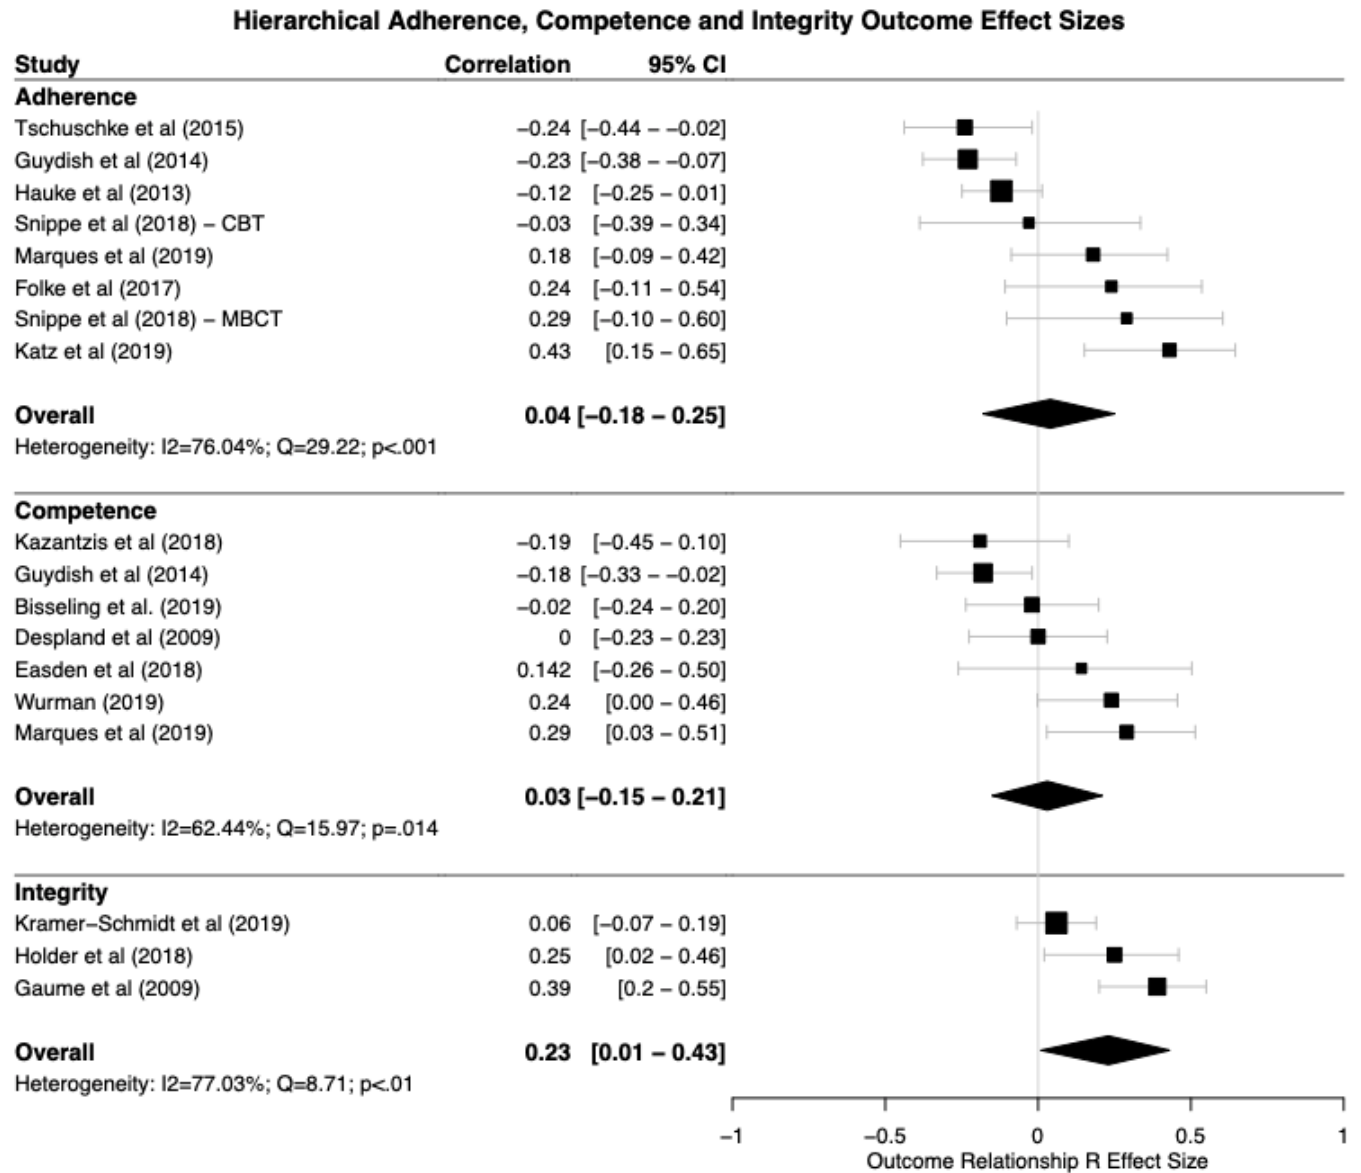 Hierarchical Adherence, Competence and Integrity Outcome Effect Sizes
Study Correlation 95% CI
Adherence
Tschuschke et al (2015) −0.24 [−0.44 − −0.02]
Guydish et al (2014) −0.23 [−0.38 − −0.07]
Hauke et al (2013) −0.12 [−0.25 − 0.01]
Snippe et al (2018) − CBT −0.03 [−0.39 − 0.34]
Marques et al (2019) 0.18 [−0.09 − 0.42]
Folke et al (2017) 0.24 [−0.11 − 0.54]
Snippe et al (2018) − MBCT 0.29 [−0.10 − 0.60]
Katz et al (2019) 0.43 [0.15 − 0.65]
Overall 0.04 [−0.18 − 0.25]
Heterogeneity: I2=76.04%; Q=29.22; p<.001
Competence
Kazantzis et al (2018) −0.19 [−0.45 − 0.10]
Guydish et al (2014) −0.18 [−0.33 − −0.02]
Bisseling et al. (2019) −0.02 [−0.24 − 0.20]
Despland et al (2009) 0 [−0.23 − 0.23]
Easden et al (2018) 0.142 [−0.26 − 0.50]
Wurman (2019) 0.24 [0.00 − 0.46]
Marques et al (2019) 0.29 [0.03 − 0.51]
Overall 0.03 [−0.15 − 0.21]
Heterogeneity: I2=62.44%; Q=15.97; p=.014
Integrity
Kramer−Schmidt et al (2019) 0.06 [−0.07 − 0.19]
Holder et al (2018) 0.25 [0.02 − 0.46]
Gaume et al (2009) 0.39 [0.2 − 0.55]
Overall 0.23 [0.01 − 0.43]
Heterogeneity: I2=77.03%; Q=8.71; p<.01
−1 −0.5 0 0.5 1
Outcome Relationship R Effect Size